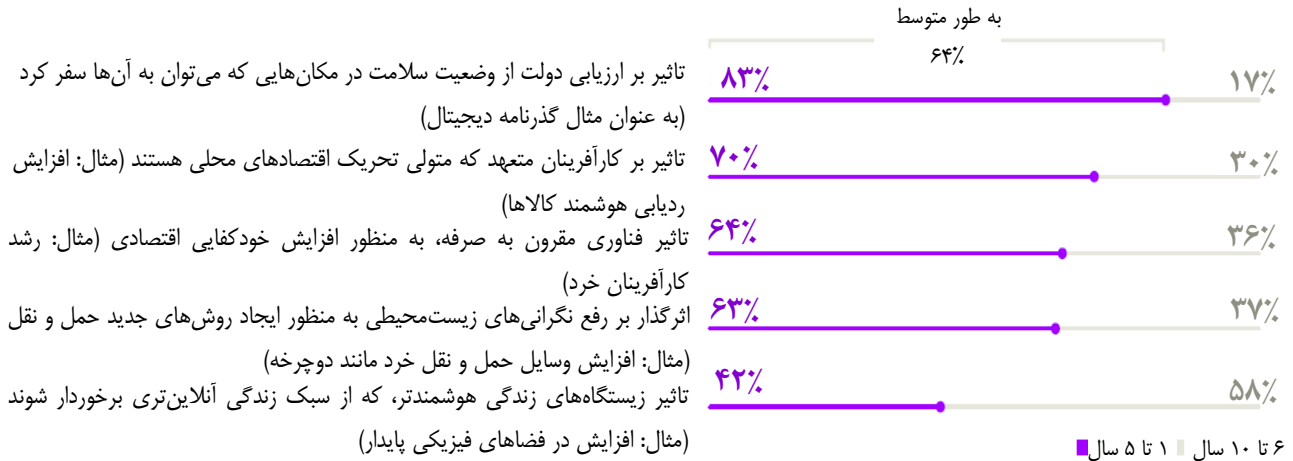 به طور متوسط
۶۴٪
تاثیر بر ارزیابی دولت از وضعیت سلامت در مکان‌هایی که می‌توان به آن‌ها سفر کرد
(به عنوان مثال گذرنامه دیجیتال)
۸۳٪
۱۷٪
تاثیر بر کارآفرینان متعهد که متولی تحریک اقتصادهای محلی هستند (مثال: افزایش
ردیابی هوشمند کالاها)
۷۰٪
۳۰٪
تاثیر فناوری مقرون به صرفه، به منظور افزایش خودکفایی اقتصادی (مثال: رشد
کارآفرینان خرد)
۶۴٪
۳۶٪
اثرگذار بر رفع نگرانی‌های زیست‌محیطی به منظور ایجاد روش‌های جدید حمل و نقل
(مثال: افزایش وسایل حمل و نقل خرد مانند دوچرخه)
۶۳٪
۳۷٪
تاثیر زیستگاه‌های زندگی هوشمندتر، که از سبک زندگی آنلاین‌تری برخوردار شوند
(مثال: افزایش در فضاهای فیزیکی پایدار)
۴۲٪
۵۸٪
۶ تا ۱۰ سال
۱ تا ۵ سال